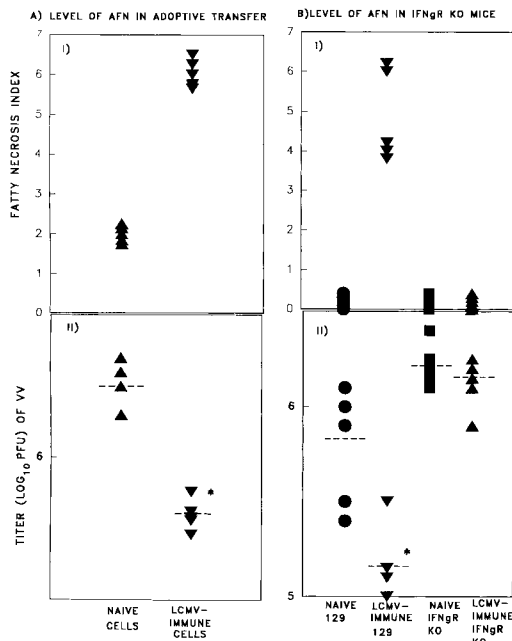 A) LEVEL OF AFN IN ADOPTIVE TRANSFER
B)LEVEL OF AFN IN IFNgR KO MICE
FATTY NECROSIS INDEX
7
6
5
4
3
2
1
0
I)
7
6
5
4
3
2
1
0
I)
TITER (LOG10 PFU) OF VV
6
II)
6
5
II)
NAIVE
CELLS
LCMV-
IMMUNE
CELLS
NAIVE
129
LCMV-
IMMUNE
129
NAIVE
IFNgR
KO
LCMV-
IMMUNE
IFNgR
KO
*
*